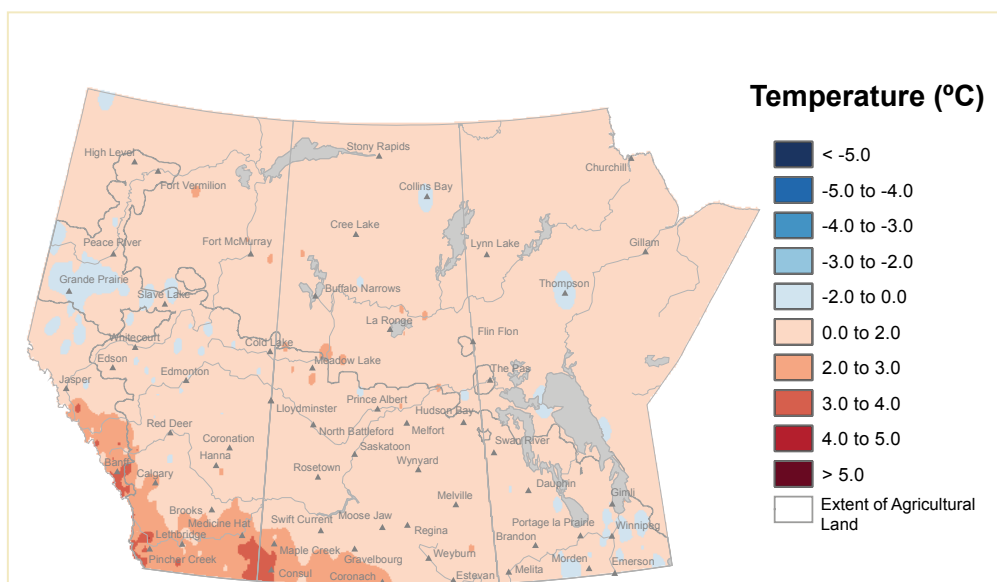 Temperature (ºC)
< -5.0
-5.0 to -4.0
-4.0 to -3.0
-3.0 to -2.0
-2.0 to 0.0
0.0 to 2.0
2.0 to 3.0
3.0 to 4.0
4.0 to 5.0
> 5.0
Extent of Agricultural
Land
High Level
Fort Vermilion
Stony Rapids
Churchill
Collins Bay
Peace River
Fort McMurray
Cree Lake
Lynn Lake
Gillam
Grande Prairie
Slave Lake
Buffalo Narrows
Thompson
La Ronge
Whitecourt
Flin Flon
Edson
Cold Lake
Meadow Lake
The Pas
Jasper
Edmonton
Lloydminster
Prince Albert
Hudson Bay
Red Deer
North Battleford
Melfort
Coronation
Saskatoon
Swan River
Hanna
Banff
Calgary
Rosetown
Wynyard
Dauphin
Gimli
Brooks
Melville
Medicine Hat
Swift Current
Moose Jaw
Regina
Portage la Prairie
Winnipeg
Lethbridge
Brandon
Pincher Creek
Maple Creek
Gravelbourg
Weyburn
Morden
Emerson
Consul
Coronach
Estevan
Melita